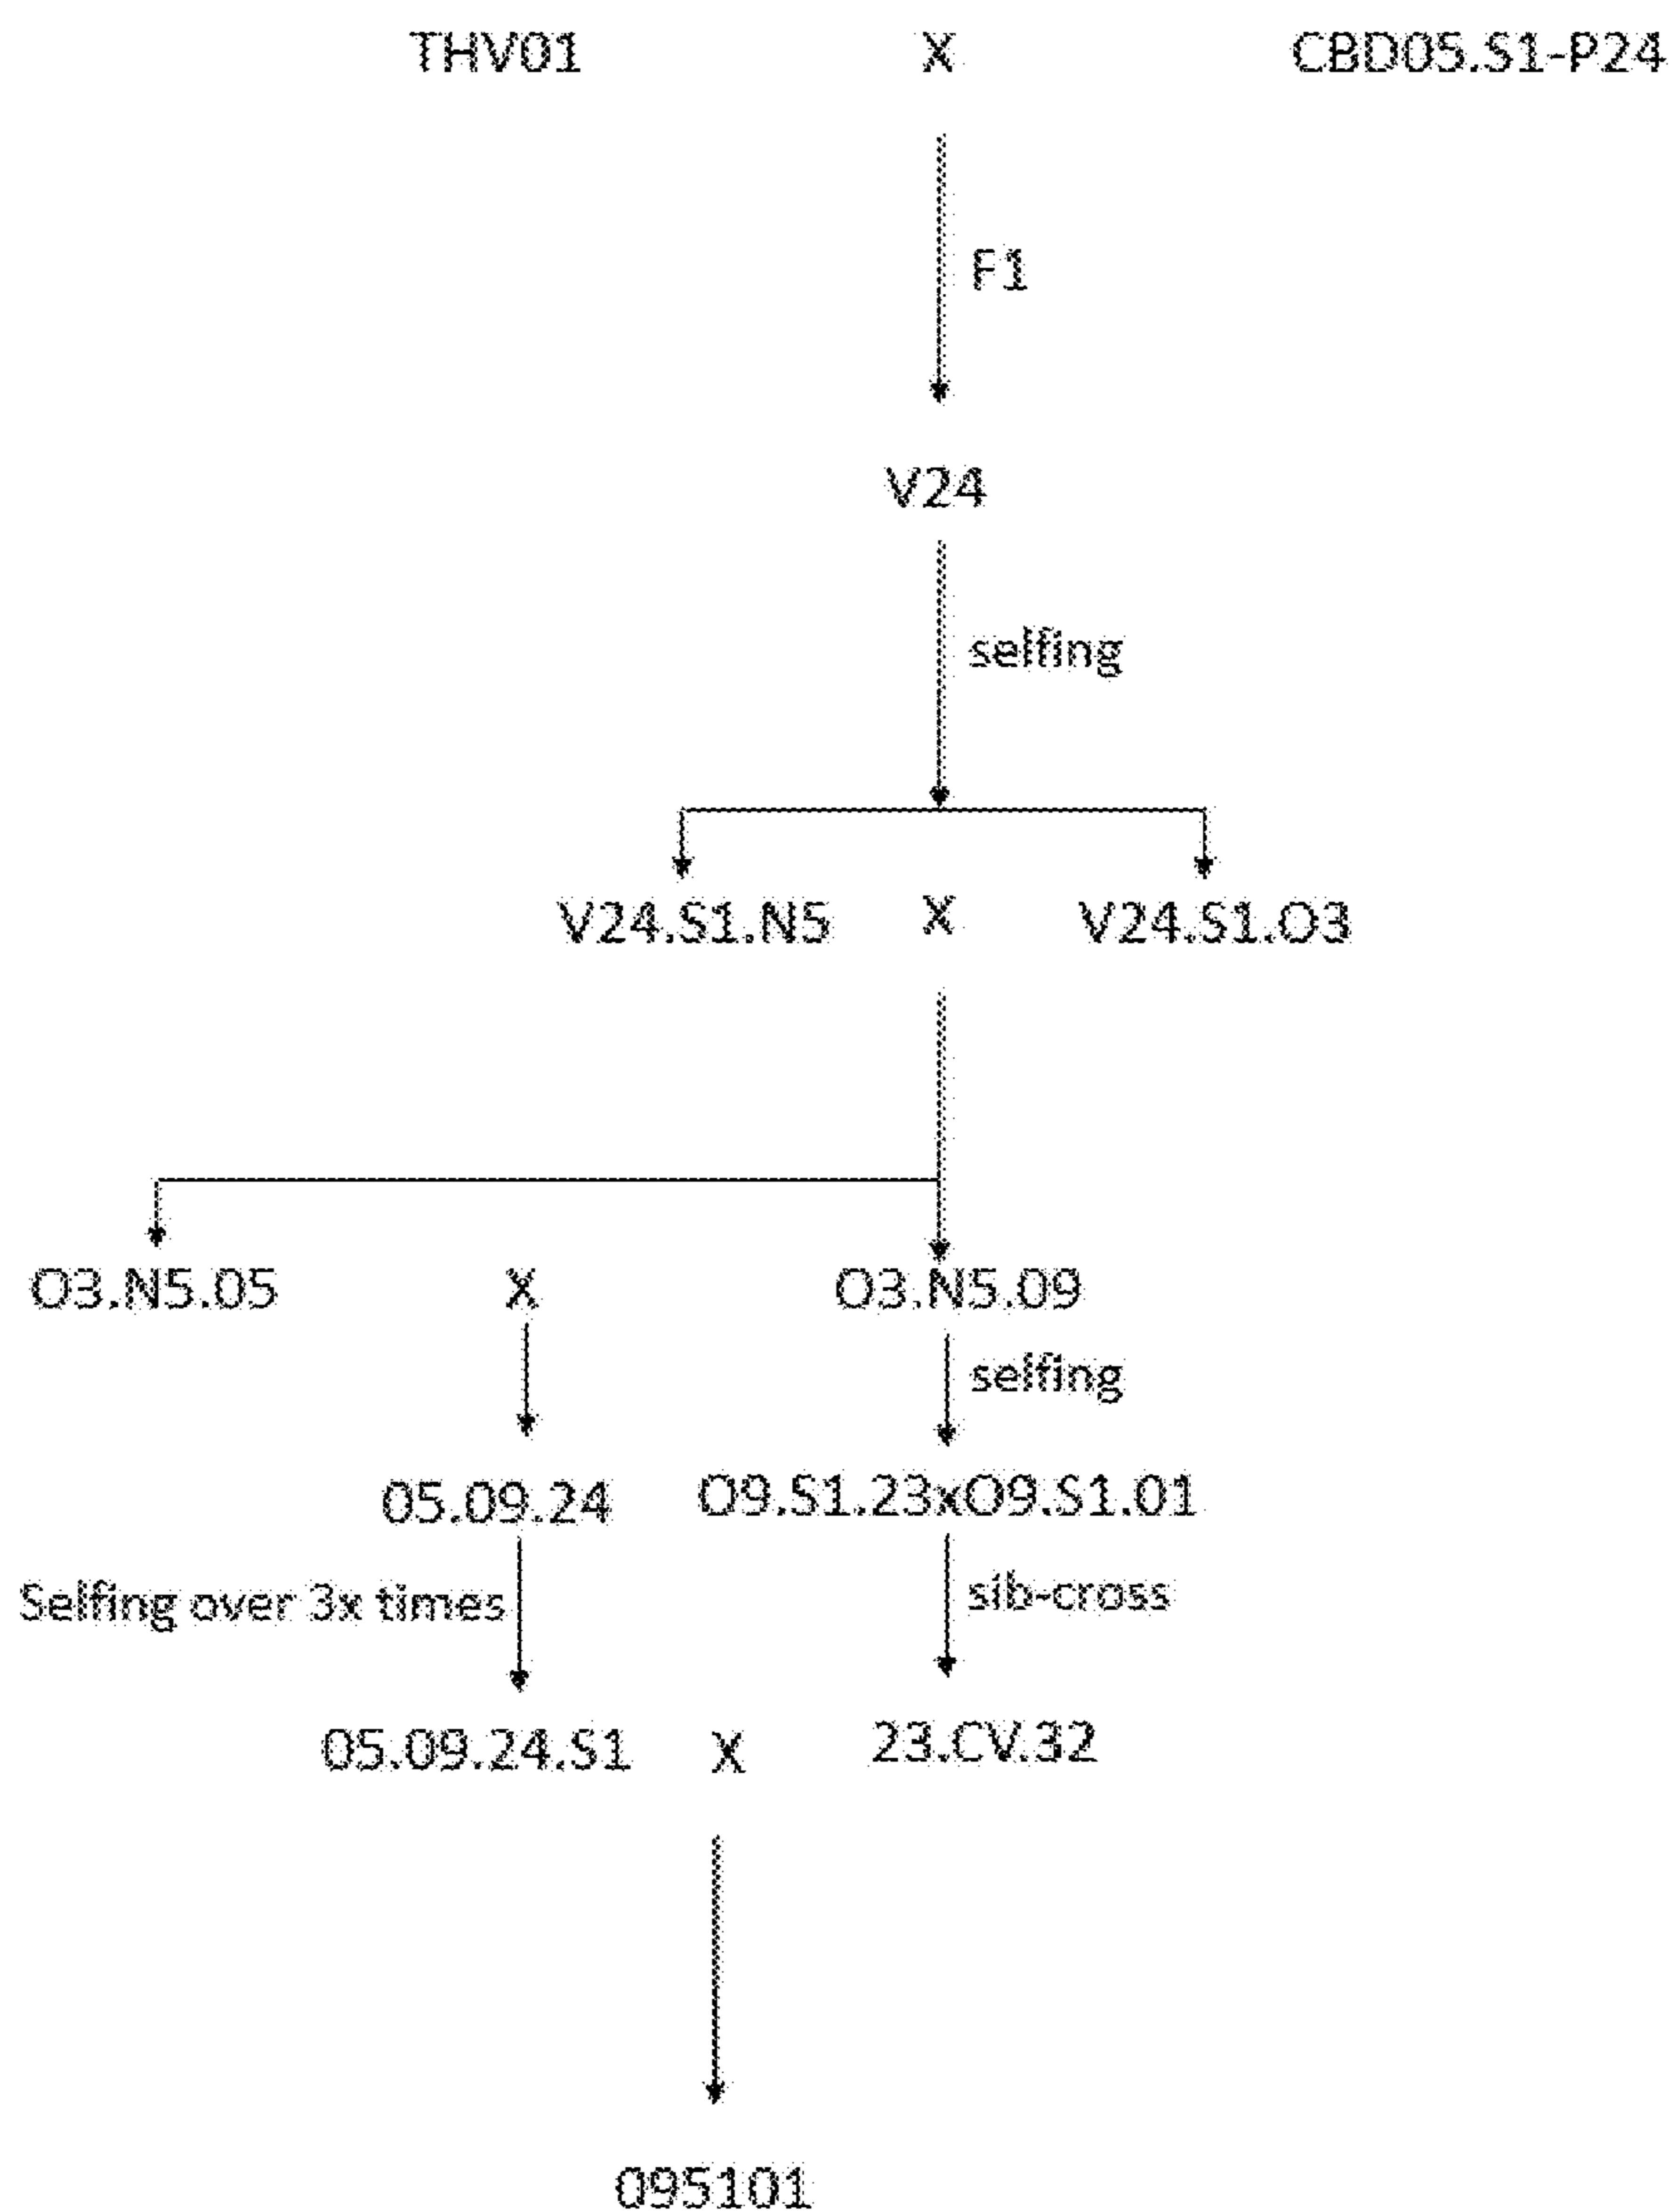 THV01 X CBD05.S1-P24
F1
V24
selfing
V24.S1.N5 X V24.S1.O3
O3.N5.05 X O3.N5.09
selfing
05.09.24 O9.S1.23xO9.S1.01
Selfing over 3x times sib-cross
05.09.24.S1 X 23.CV.32
095101